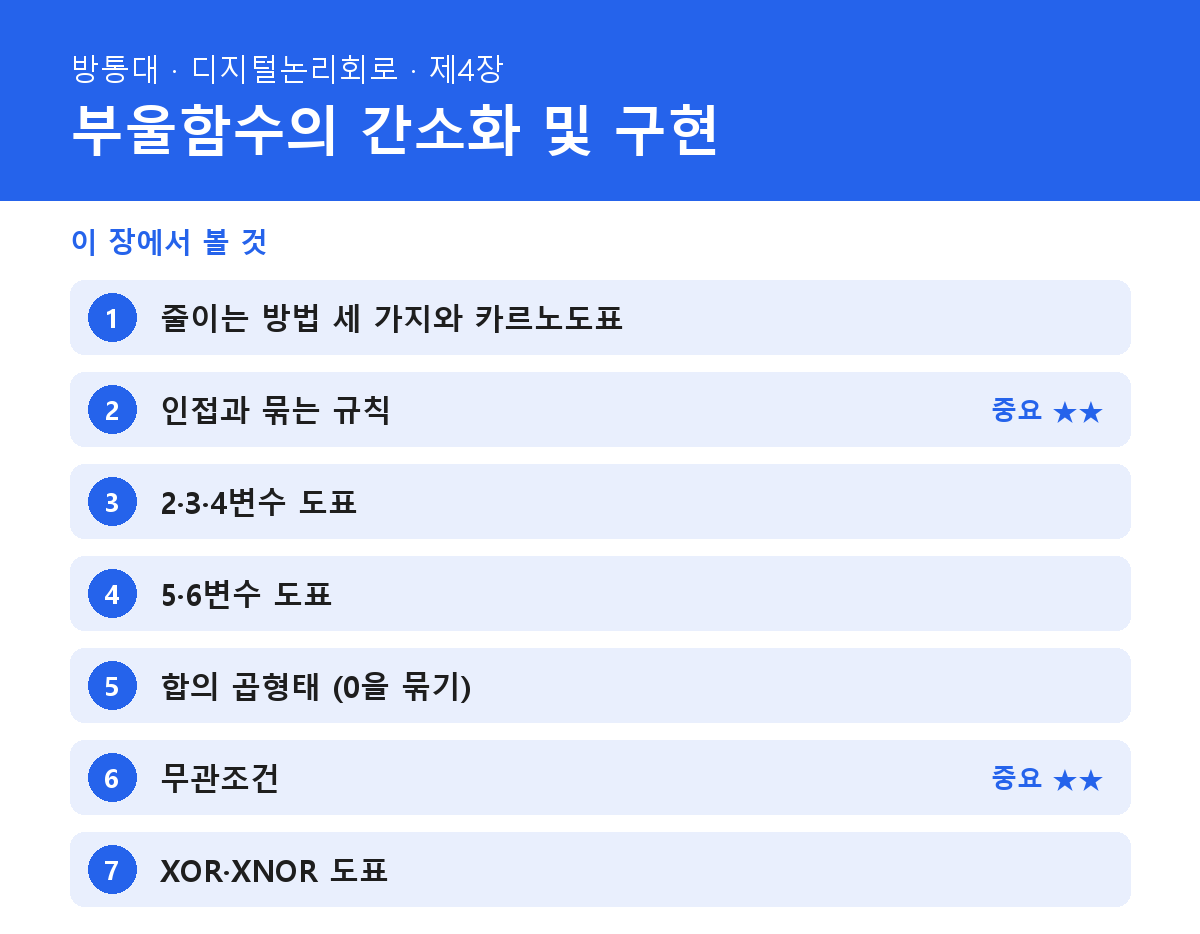 방통대 · 디지털논리회로 · 제4장
부울함수의 간소화 및 구현
이 장에서 볼 것
1 줄이는 방법 세 가지와 카르노도표
2 인접과 묶는 규칙 중요 ★★
3 2·3·4변수 도표
4 5·6변수 도표
5 합의 곱형태 (0을 묶기)
6 무관조건 중요 ★★
7 XOR·XNOR 도표